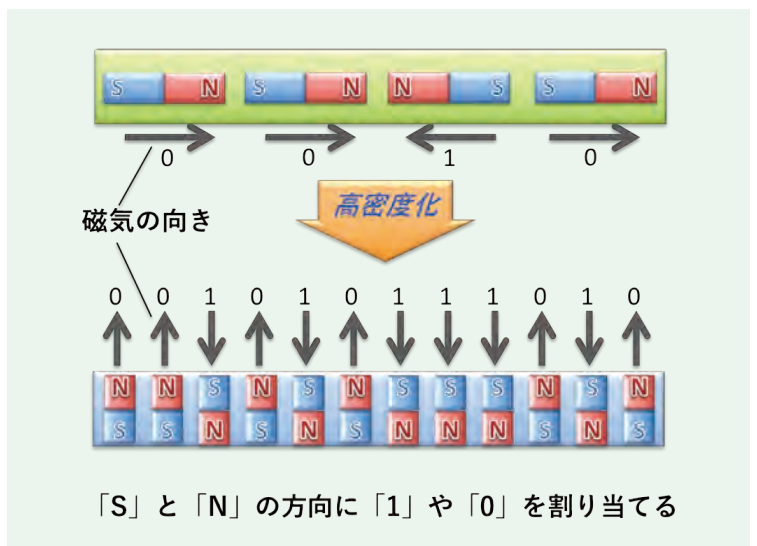 S N S N N S S N
0 0 1 0
高密度化
磁気の向き
0 0 1 0 1 0 1 1 1 0 1 0
N N S N S N S S S N S N
S S N S N S N N N S N S
「S」と「N」の方向に「1」や「0」を割り当てる